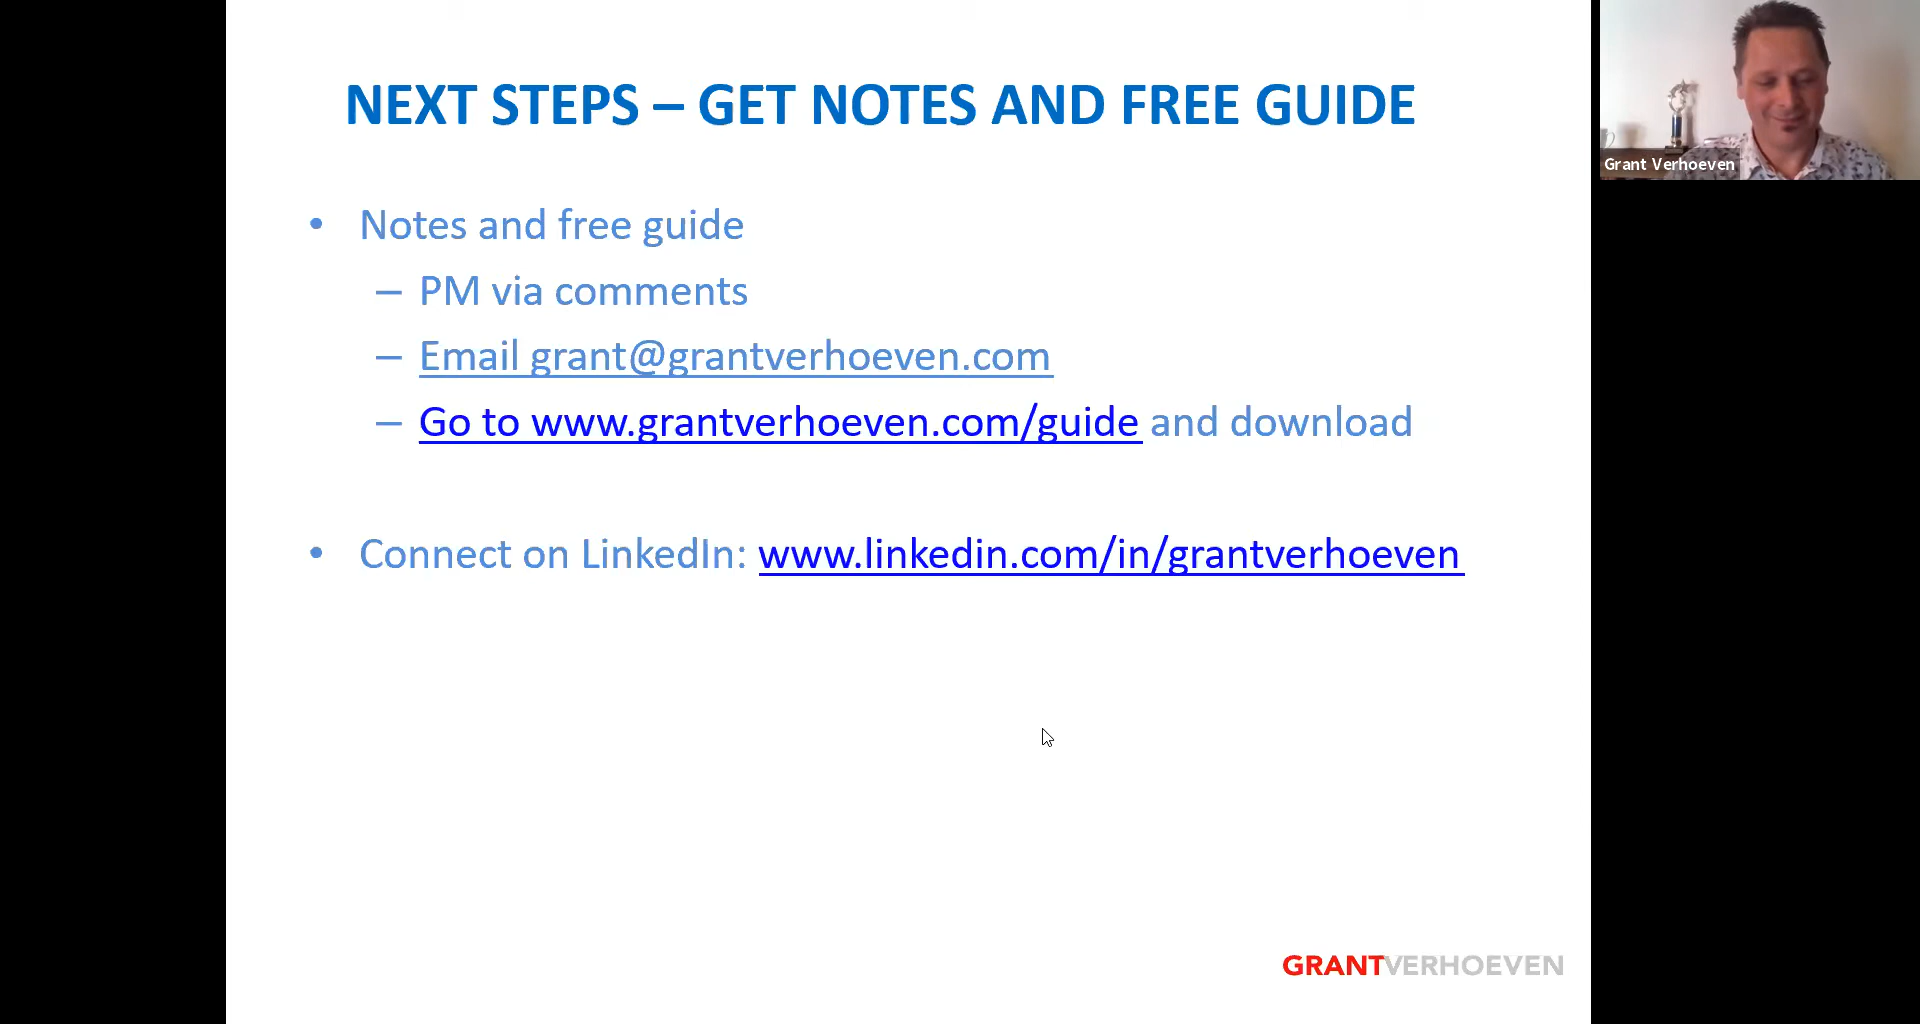 NEXT STEPS – GET NOTES AND FREE GUIDE
• Notes and free guide
– PM via comments
– Email grant@grantverhoeven.com
– Go to www.grantverhoeven.com/guide and download
• Connect on LinkedIn: www.linkedin.com/in/grantverhoeven
GRANTVERHOEVEN
Grant Verhoeven